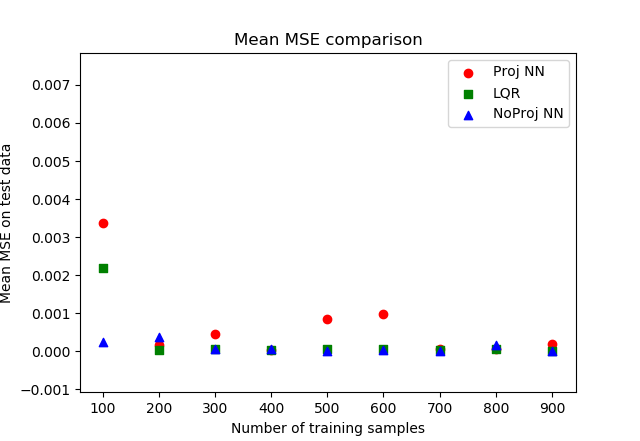 Mean MSE comparison
Proj NN
LQR
NoProj NN
Mean MSE on test data
0.007
0.006
0.005
0.004
0.003
0.002
0.001
0.000
−0.001
100 200 300 400 500 600 700 800 900
Number of training samples